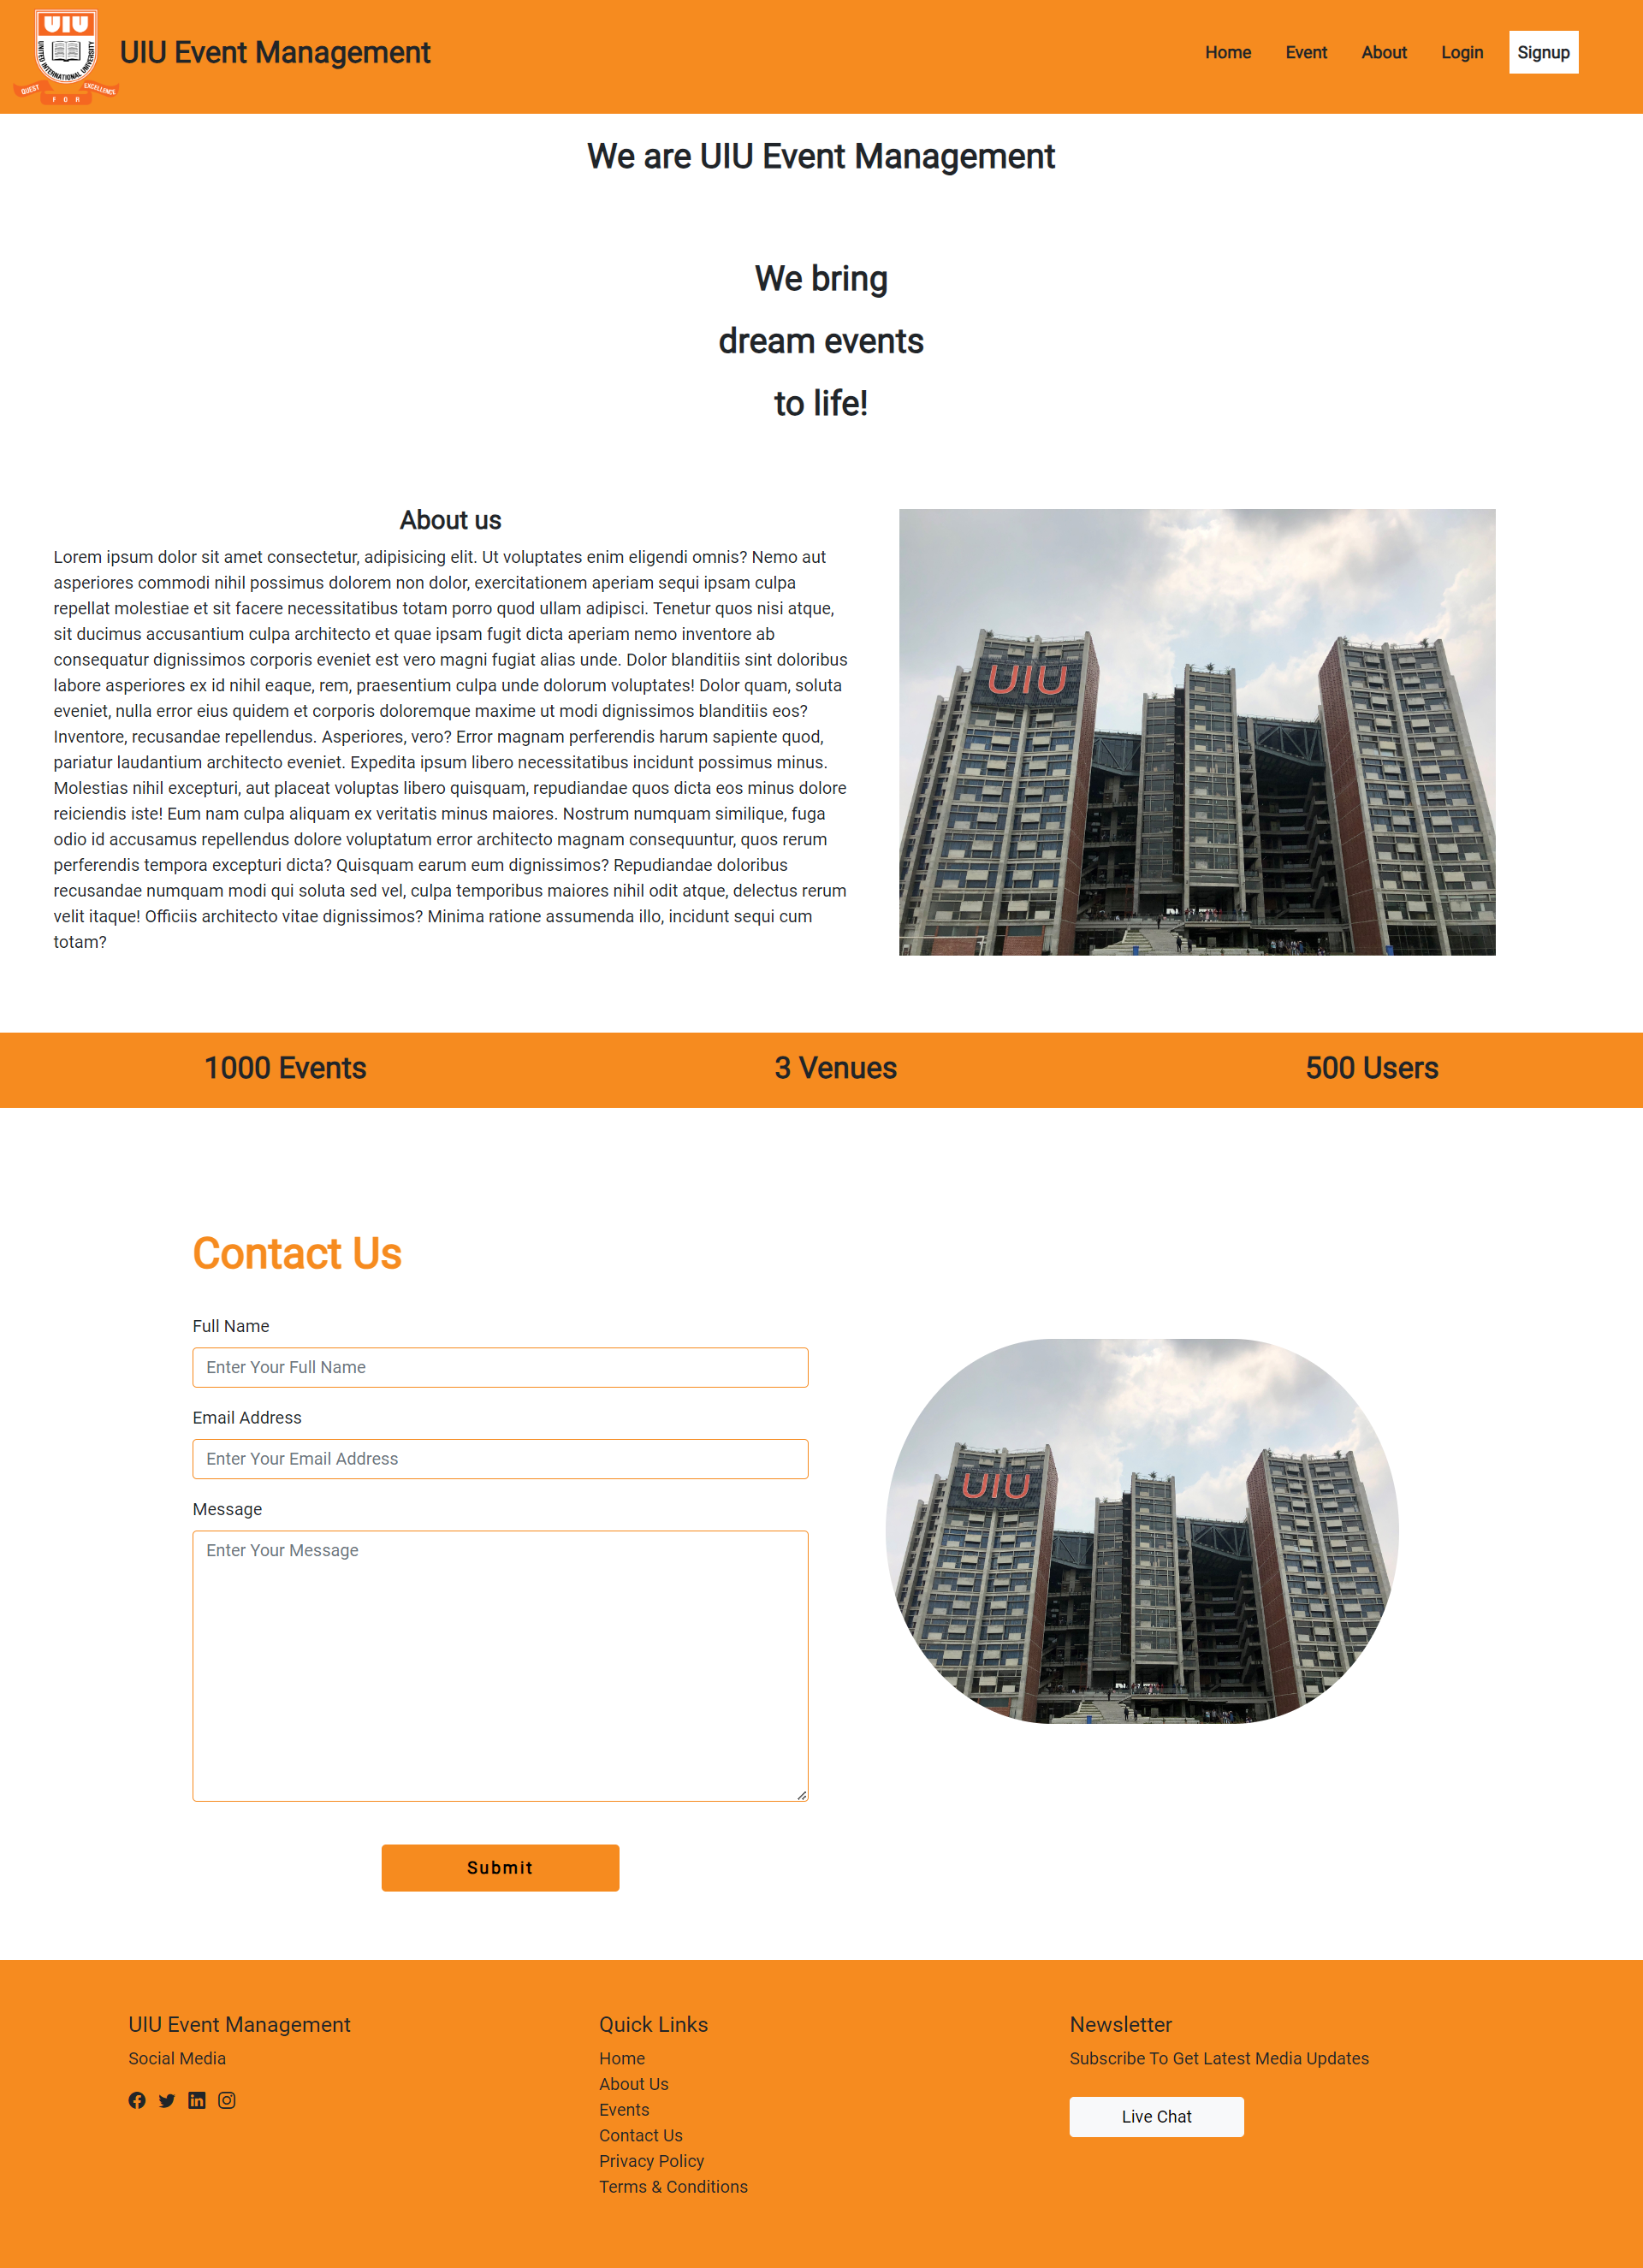 UIU
UNITED INTERNATIONAL UNIVERSITY
QUEST FOR EXCELLENCE
UIU Event Management
Home Event About Login Signup
We are UIU Event Management
We bring
dream events
to life!
About us
Lorem ipsum dolor sit amet consectetur, adipisicing elit. Ut voluptates enim eligendi omnis? Nemo aut
asperiores commodi nihil possimus dolorem non dolor, exercitationem aperiam sequi ipsam culpa
repellat molestiae et sit facere necessitatibus totam porro quod ullam adipisci. Tenetur quos nisi atque,
sit ducimus accusantium culpa architecto et quae ipsam fugit dicta aperiam nemo inventore ab
consequatur dignissimos corporis eveniet est vero magni fugiat alias unde. Dolor blanditiis sint doloribus
labore asperiores ex id nihil eaque, rem, praesentium culpa unde dolorum voluptates! Dolor quam, soluta
eveniet, nulla error eius quidem et corporis doloremque maxime ut modi dignissimos blanditiis eos?
Inventore, recusandae repellendus. Asperiores, vero? Error magnam perferendis harum sapiente quod,
pariatur laudantium architecto eveniet. Expedita ipsum libero necessitatibus incidunt possimus minus.
Molestias nihil excepturi, aut placeat voluptas libero quisquam, repudiandae quos dicta eos minus dolore
reiciendis iste! Eum nam culpa aliquam ex veritatis minus maiores. Nostrum numquam similique, fuga
odio id accusamus repellendus dolore voluptatum error architecto magnam consequuntur, quos rerum
perferendis tempora excepturi dicta? Quisquam earum eum dignissimos? Repudiandae doloribus
recusandae numquam modi qui soluta sed vel, culpa temporibus maiores nihil odit atque, delectus rerum
velit itaque! Officiis architecto vitae dignissimos? Minima ratione assumenda illo, incidunt sequi cum
totam?
UIU
1000 Events
3 Venues
500 Users
Contact Us
Full Name
Enter Your Full Name
Email Address
Enter Your Email Address
Message
Enter Your Message
Submit
UIU
UIU Event Management
Social Media
Quick Links
Home
About Us
Events
Contact Us
Privacy Policy
Terms & Conditions
Newsletter
Subscribe To Get Latest Media Updates
Live Chat